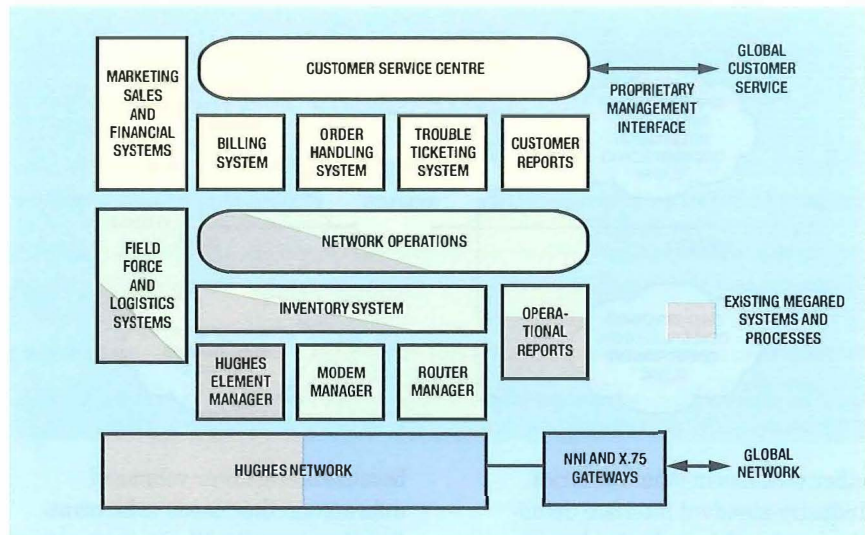 MARKETING
SALES
AND
FINANCIAL
SYSTEMS
CUSTOMER SERVICE CENTRE
GLOBAL
CUSTOMER
SERVICE
PROPRIETARY
MANAGEMENT
INTERFACE
BILLING
SYSTEM
ORDER
HANDLING
SYSTEM
TROUBLE
TICKETING
SYSTEM
CUSTOMER
REPORTS
FIELD
FORCE
AND
LOGISTICS
SYSTEMS
NETWORK OPERATIONS
INVENTORY SYSTEM
OPERA-
TIONAL
REPORTS
EXISTING MEGARED
SYSTEMS AND
PROCESSES
HUGHES
ELEMENT
MANAGER
MODEM
MANAGER
ROUTER
MANAGER
HUGHES NETWORK
NNI AND X.75
GATEWAYS
GLOBAL
NETWORK